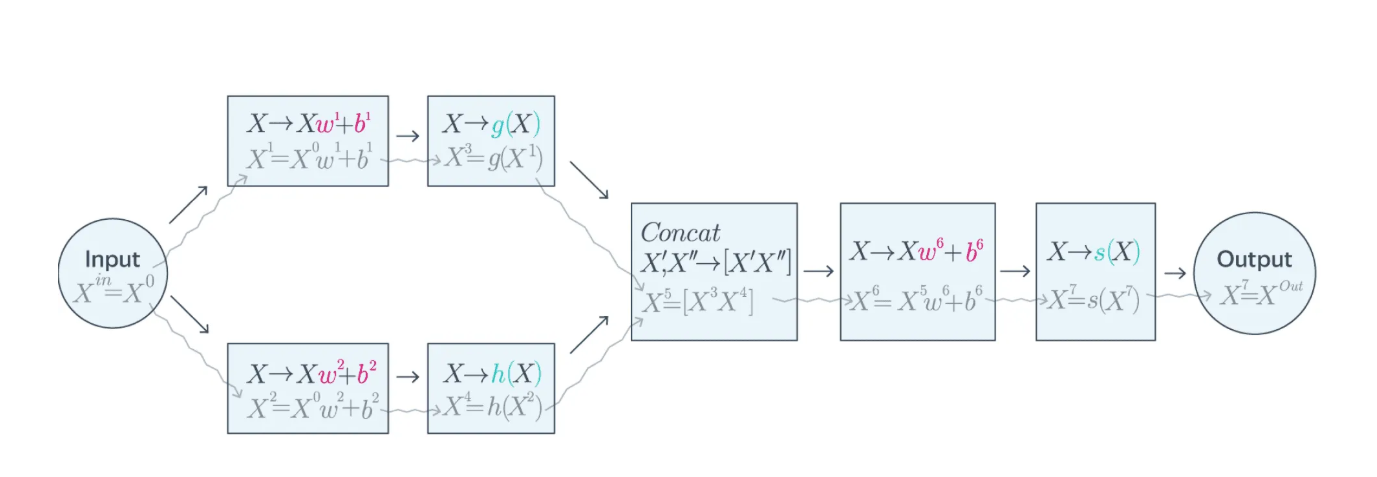 Input
Xⁱⁿ=X⁰
X→Xw¹+b¹
X¹=X⁰w¹+b¹
X→g(X)
X³=g(X¹)
X→Xw²+b²
X²=X⁰w²+b²
X→h(X)
X⁴=h(X²)
Concat
X′,X″→[X′X″]
X⁵=[X³X⁴]
X→Xw⁶+b⁶
X⁶=X⁵w⁶+b⁶
X→s(X)
X⁷=s(X⁷)
Output
X⁷=X^Out